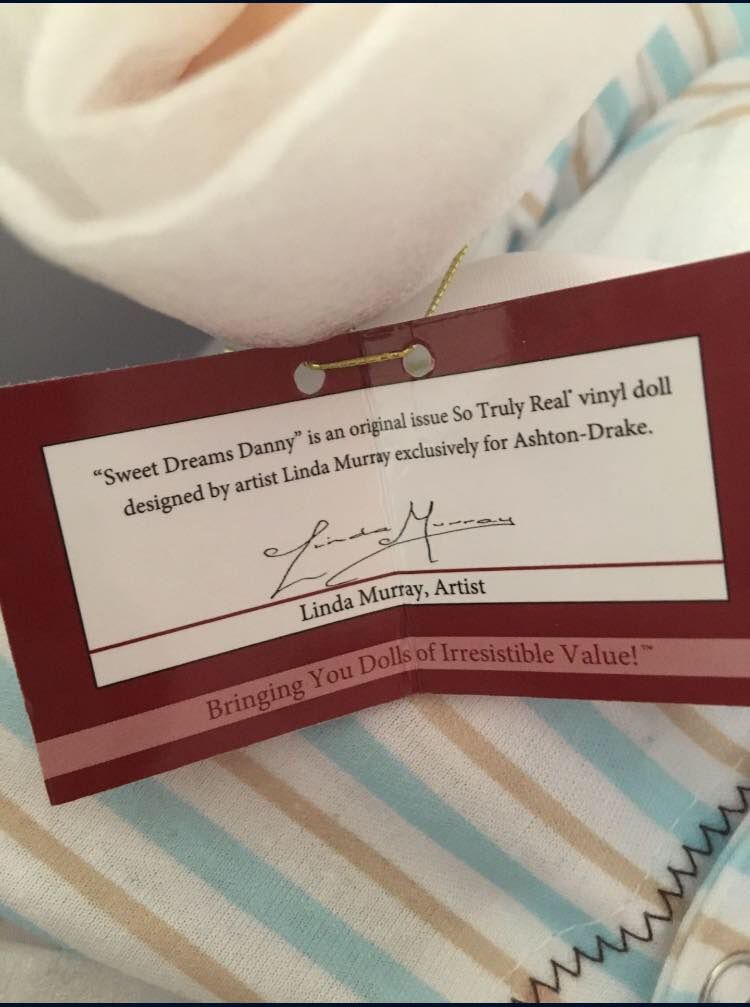 "Sweet Dreams Danny" is an original issue So Truly Real® vinyl doll
designed by artist Linda Murray exclusively for Ashton-Drake.
Linda Murray
Linda Murray, Artist
Bringing You Dolls of Irresistible Value!™